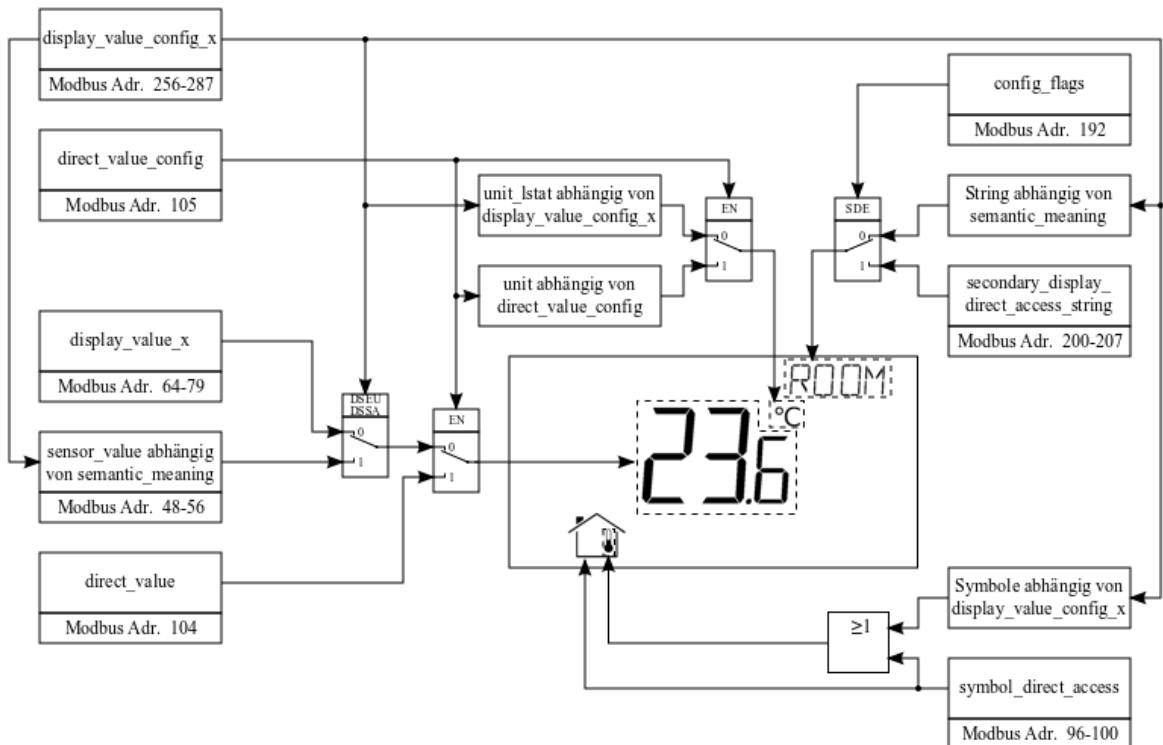 display_value_config_x
Modbus Adr. 256-287
config_flags
Modbus Adr. 192
direct_value_config
Modbus Adr. 105
unit_Istat abhängig von
display_value_config_x
EN
0
1
SDE
0
1
String abhängig von
semantic_meaning
unit abhängig von
direct_value_config
secondary_display_
direct_access_string
Modbus Adr. 200-207
display_value_x
Modbus Adr. 64-79
ROOM
°C
23.6
DSEU
DSSA
0
1
EN
0
1
sensor_value abhängig
von semantic_meaning
Modbus Adr. 48-56
direct_value
Modbus Adr. 104
Symbole abhängig von
display_value_config_x
≥1
symbol_direct_access
Modbus Adr. 96-100